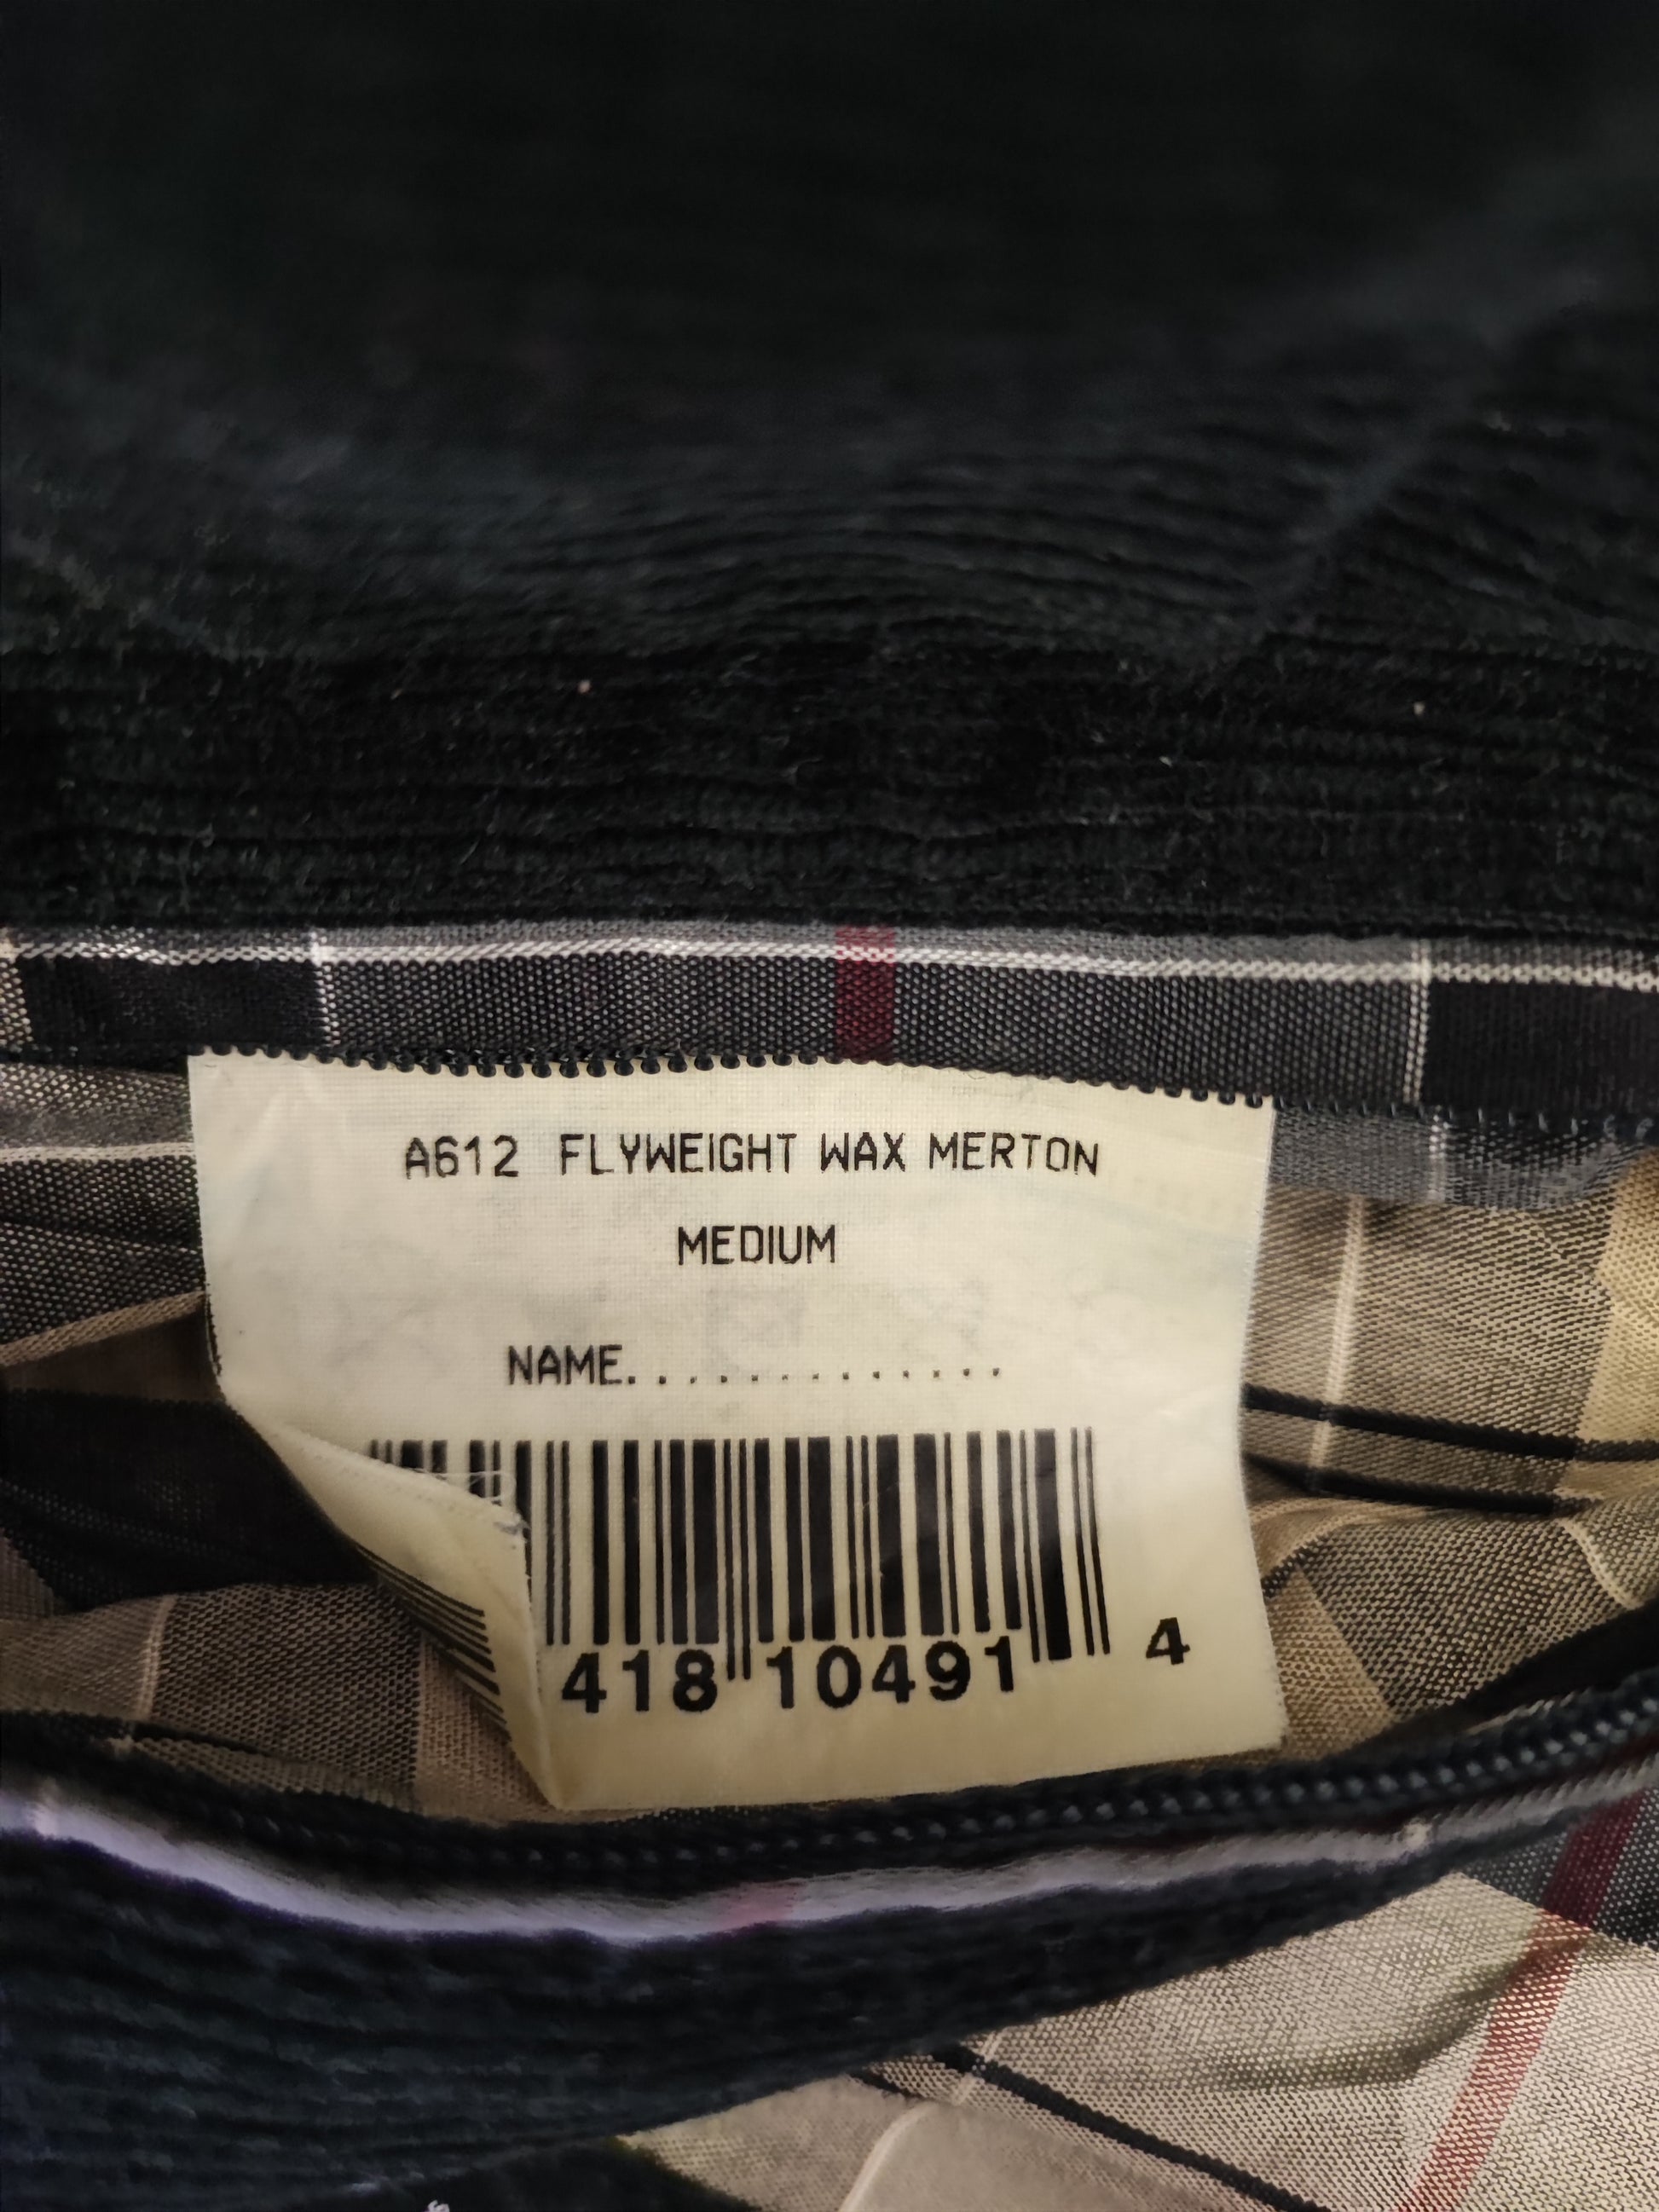 A612 FLYWEIGHT WAX MERTON
MEDIUM
NAME..............
418 10491 4